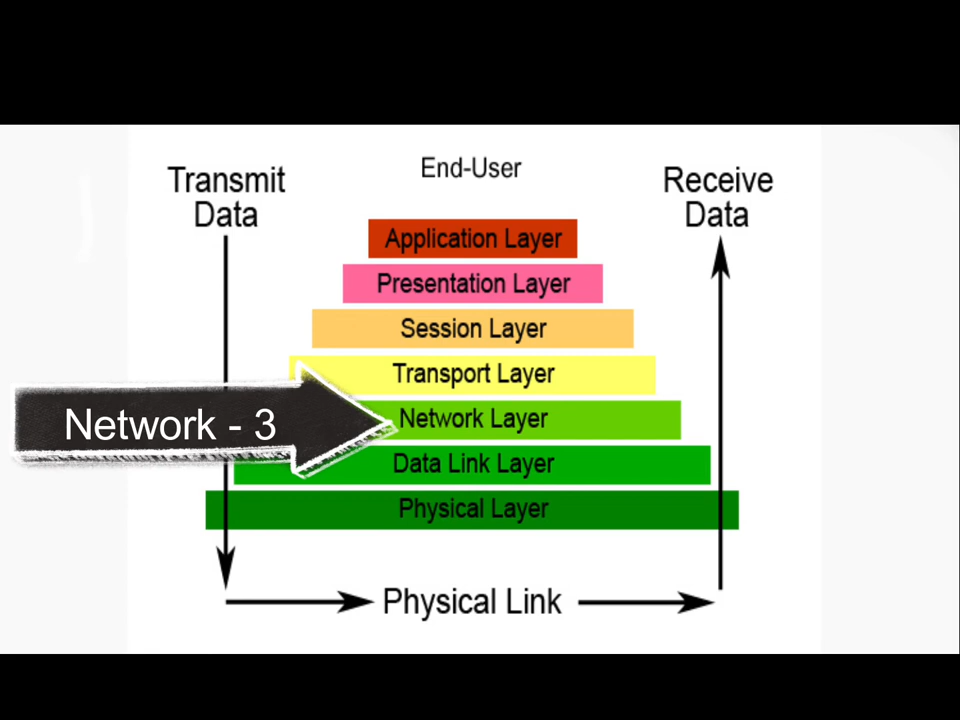 End-User
Transmit
Data
Receive
Data
Application Layer
Presentation Layer
Session Layer
Transport Layer
Network - 3
Network Layer
Data Link Layer
Physical Layer
Physical Link